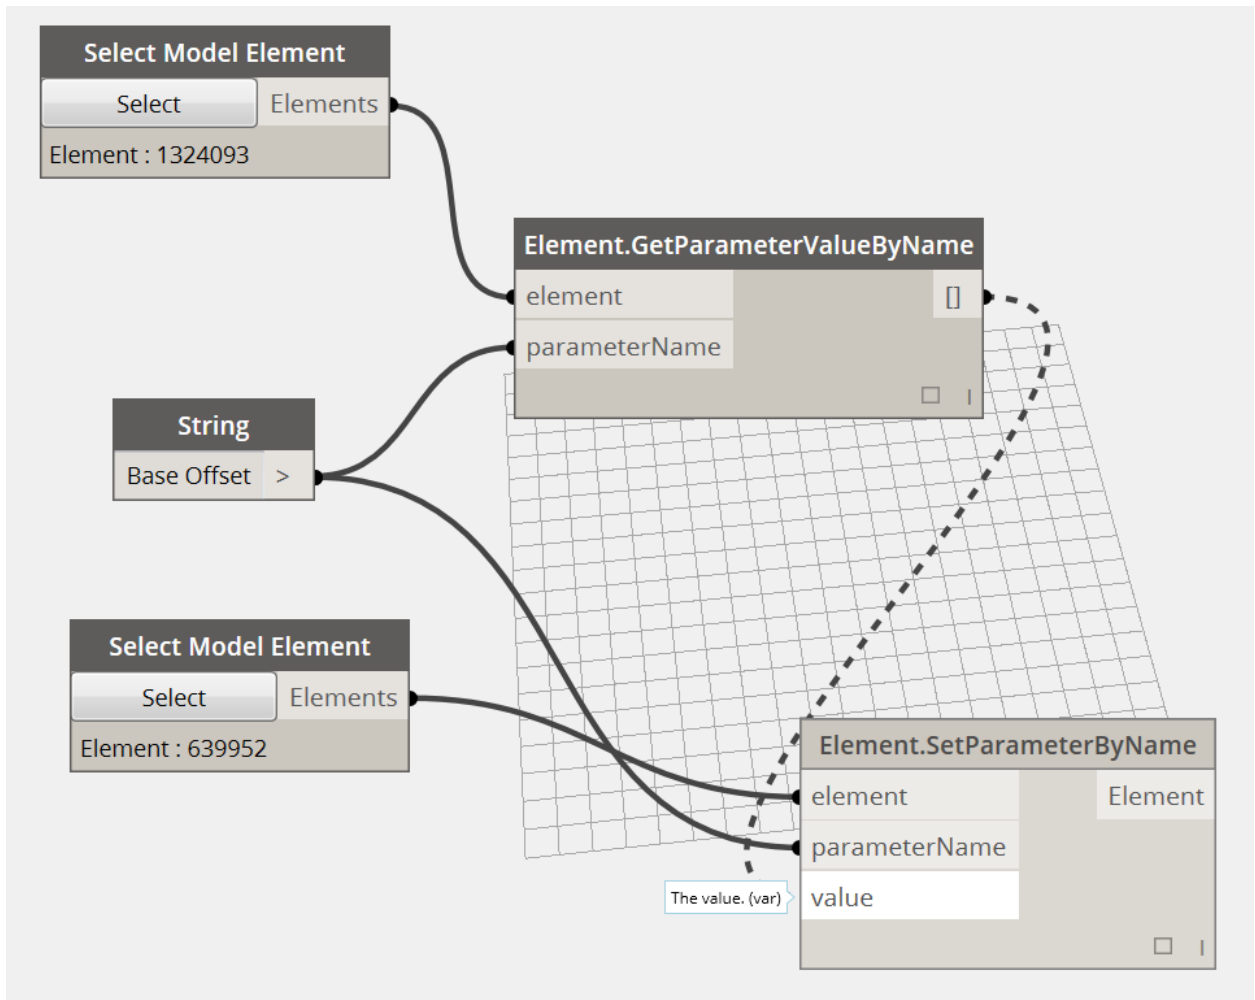 Select Model Element
Select Elements
Element : 1324093
Element.GetParameterValueByName
element []
parameterName
String
Base Offset >
Select Model Element
Select Elements
Element : 639952
Element.SetParameterByName
element Element
parameterName
The value. (var) value